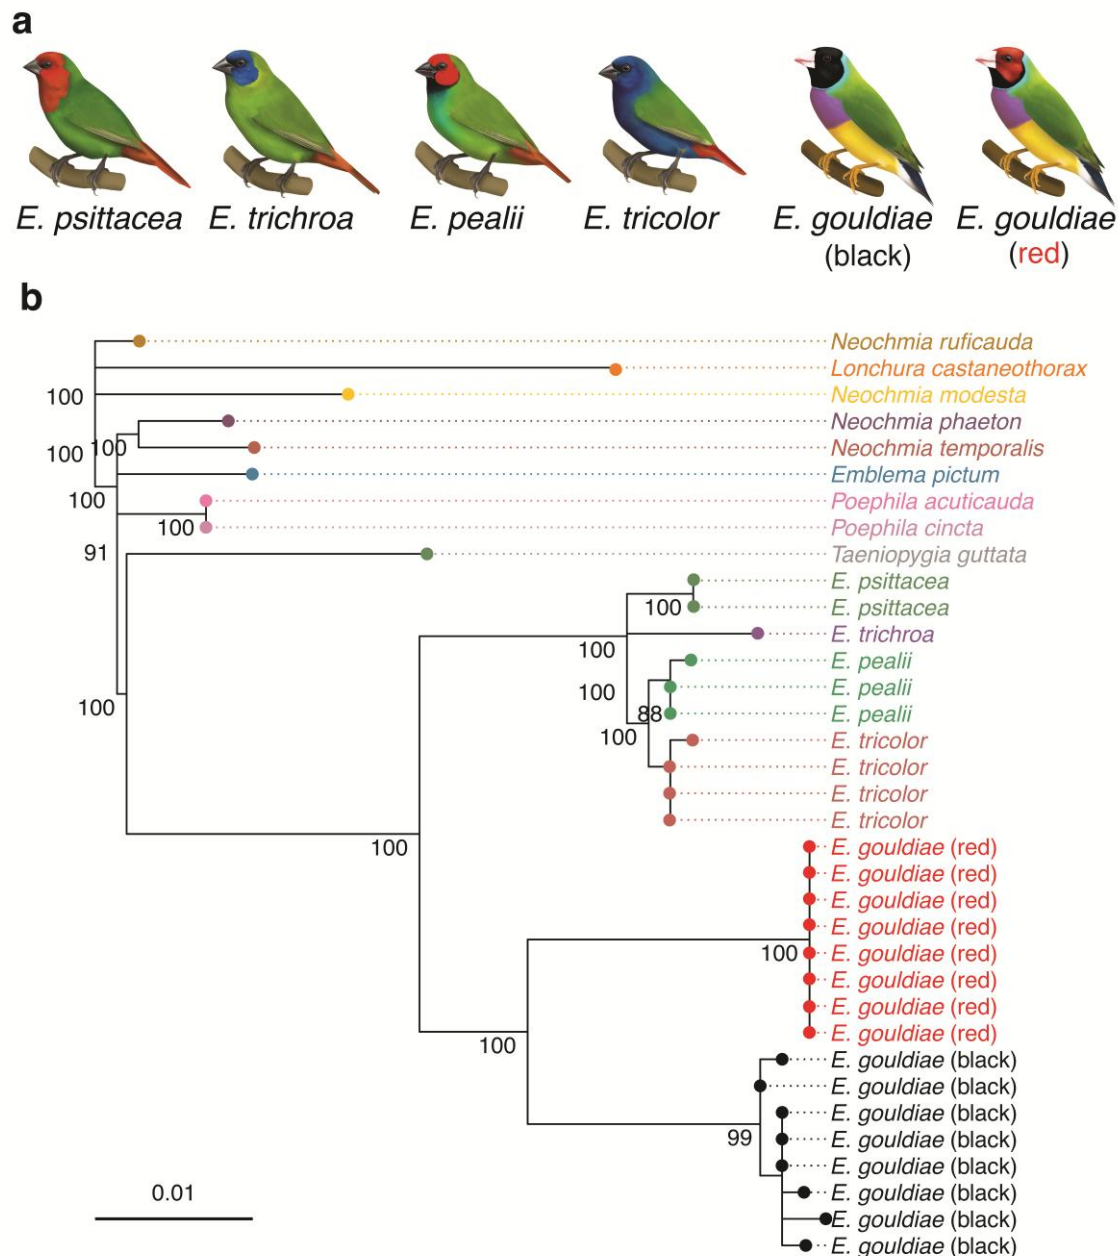 a
E. psittacea E. trichroa E. pealii E. tricolor E. gouldiae E. gouldiae
(black) (red)
b
Neochmia ruficauda
Lonchura castaneothorax
100 Neochmia modesta
Neochmia phaeton
100 100 Neochmia temporalis
Emblema pictum
100 Poephila acuticauda
100 Poephila cincta
91 Taeniopygia guttata
E. psittacea
100 E. psittacea
E. trichroa
100
E. pealii
100 E. pealii
88 E. pealii
100 100 E. tricolor
E. tricolor
E. tricolor
E. tricolor
100 E. gouldiae (red)
E. gouldiae (red)
E. gouldiae (red)
E. gouldiae (red)
100 E. gouldiae (red)
E. gouldiae (red)
E. gouldiae (red)
E. gouldiae (red)
100 E. gouldiae (black)
E. gouldiae (black)
E. gouldiae (black)
99 E. gouldiae (black)
E. gouldiae (black)
0.01 E. gouldiae (black)
E. gouldiae (black)
E. gouldiae (black)